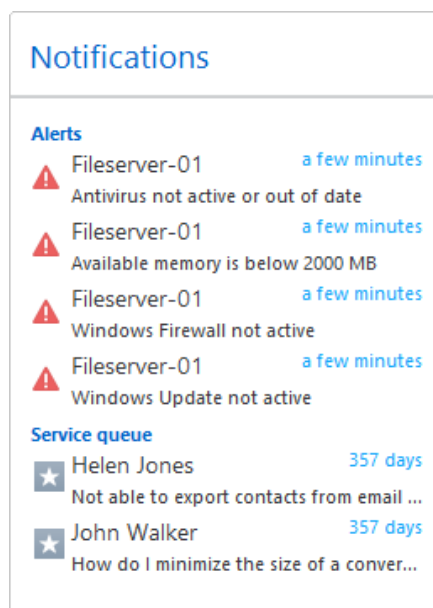 Notifications
Alerts
Fileserver-01 a few minutes
Antivirus not active or out of date
Fileserver-01 a few minutes
Available memory is below 2000 MB
Fileserver-01 a few minutes
Windows Firewall not active
Fileserver-01 a few minutes
Windows Update not active
Service queue
Helen Jones 357 days
Not able to export contacts from email ...
John Walker 357 days
How do I minimize the size of a conver...